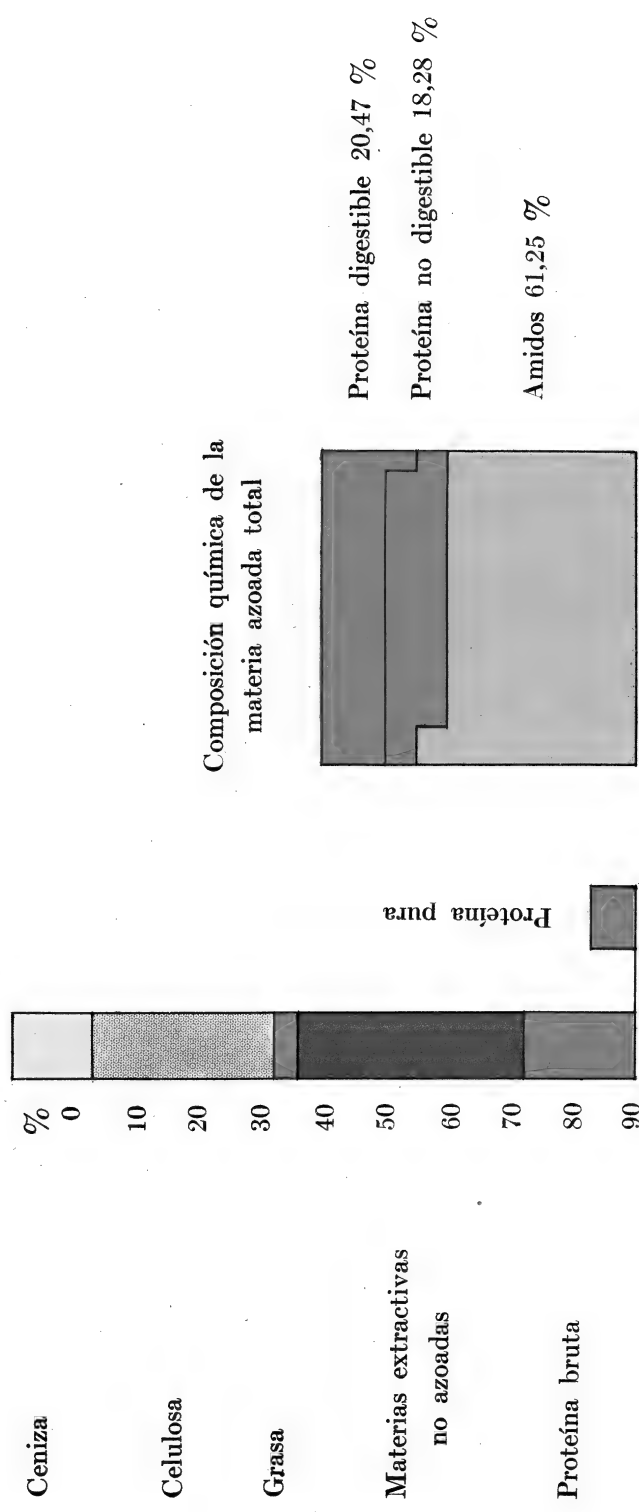 Composición química de la
materia azoada total
Proteína digestible 20,47 %
Proteína no digestible 18,28 %
Amidos 61,25 %
Proteína pura
%
0
10
20
30
40
50
60
70
80
90
Ceniza
Celulosa
Grasa
Materias extractivas
no azoadas
Proteína bruta